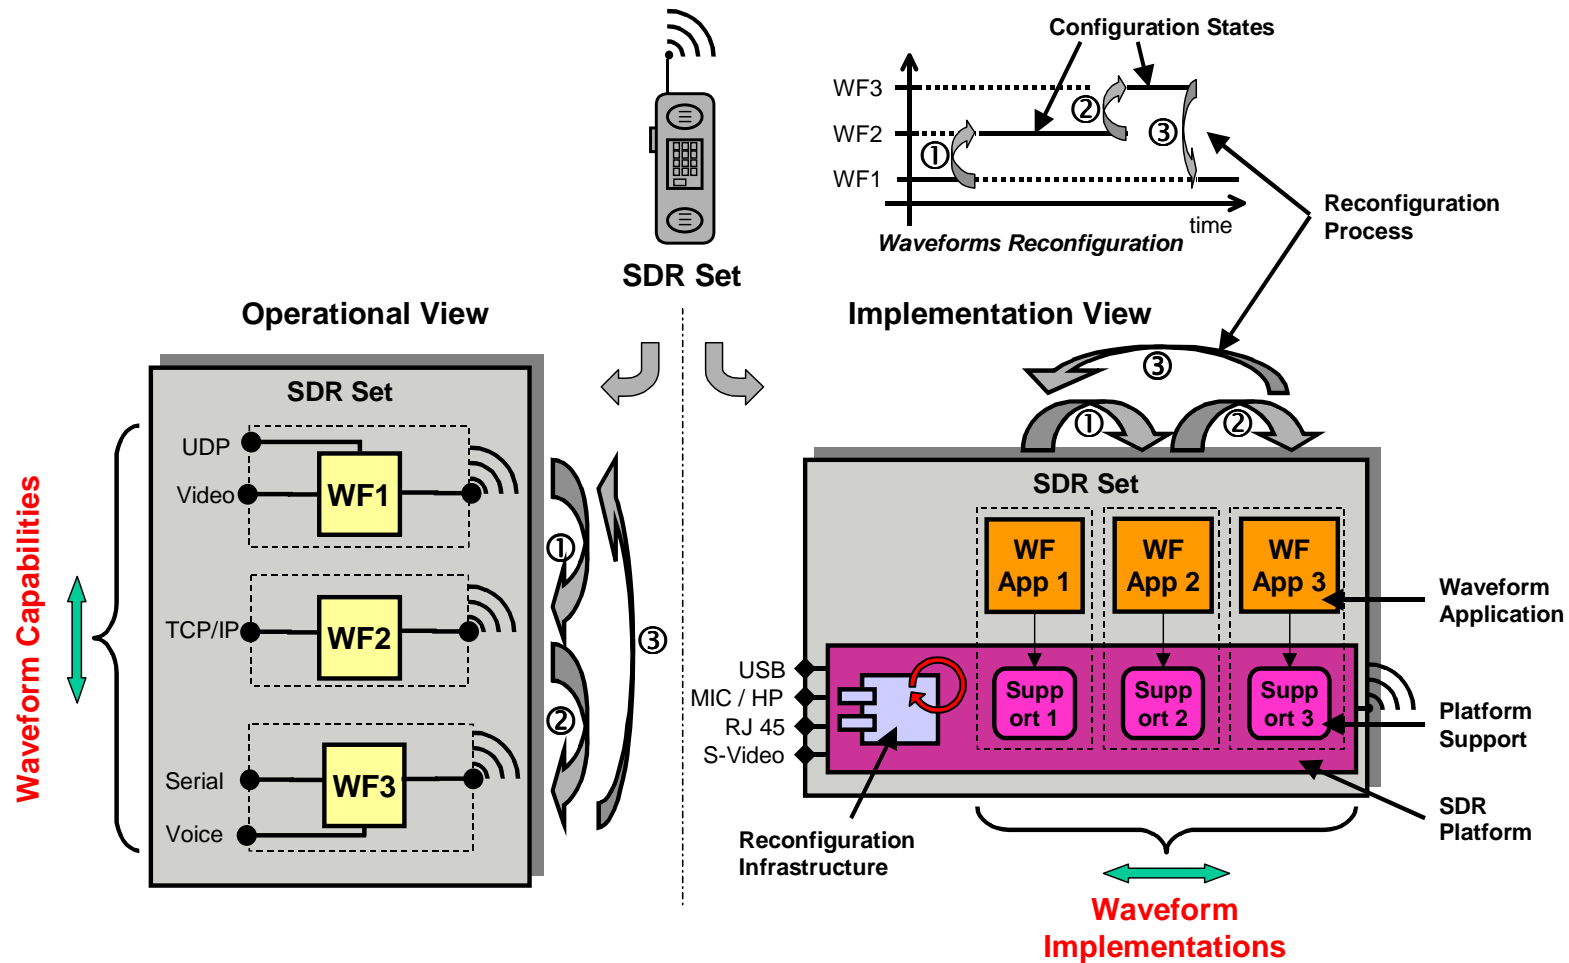 Configuration States
WF3
WF2
WF1
①
②
③
time
Waveforms Reconfiguration
Reconfiguration
Process
SDR Set
Operational View
Implementation View
SDR Set
UDP
Video
WF1
TCP/IP
WF2
Serial
Voice
WF3
①
②
③
Waveform Capabilities
③
①
②
SDR Set
WF
App 1
WF
App 2
WF
App 3
Waveform
Application
USB
MIC / HP
RJ 45
S-Video
Supp
ort 1
Supp
ort 2
Supp
ort 3
Platform
Support
SDR
Platform
Reconfiguration
Infrastructure
Waveform
Implementations